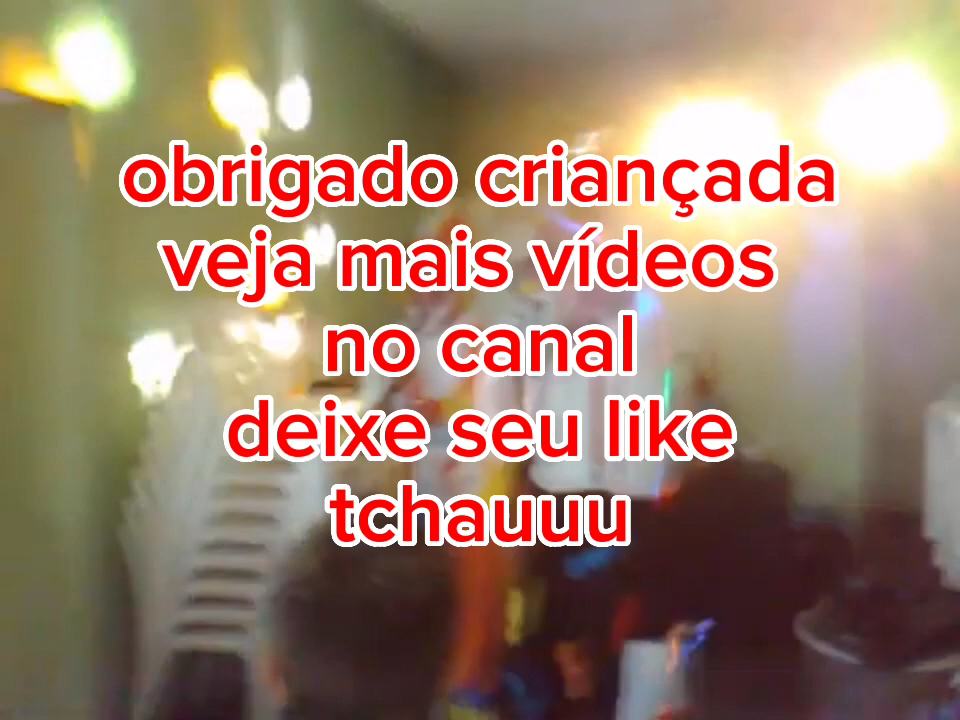 obrigado criançada
veja mais vídeos
no canal
deixe seu like
tchauuu